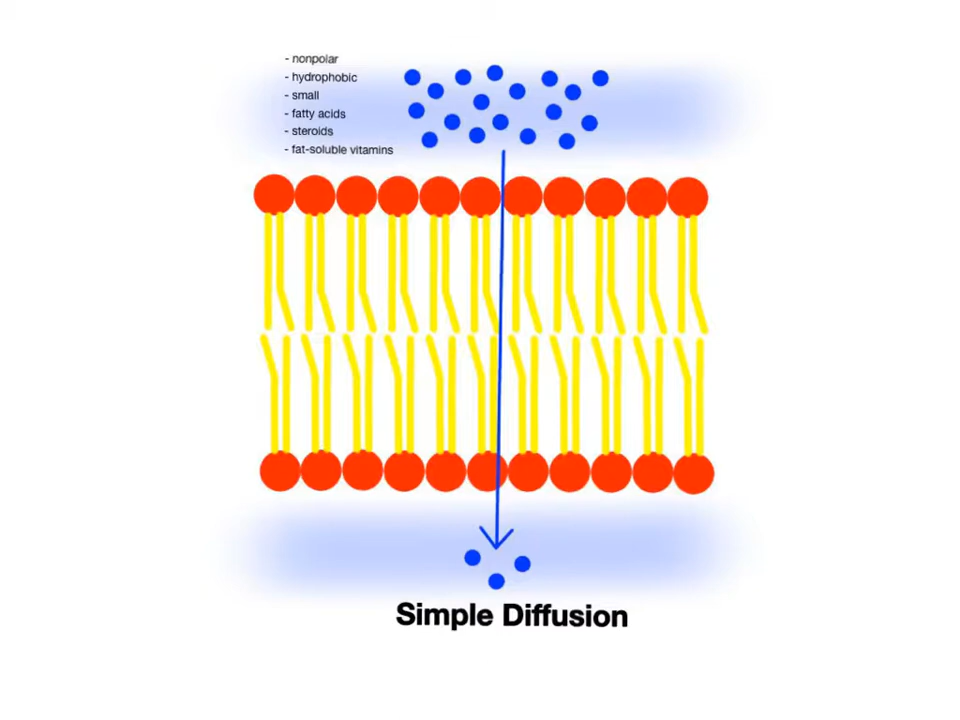 - nonpolar
- hydrophobic
- small
- fatty acids
- steroids
- fat-soluble vitamins
Simple Diffusion